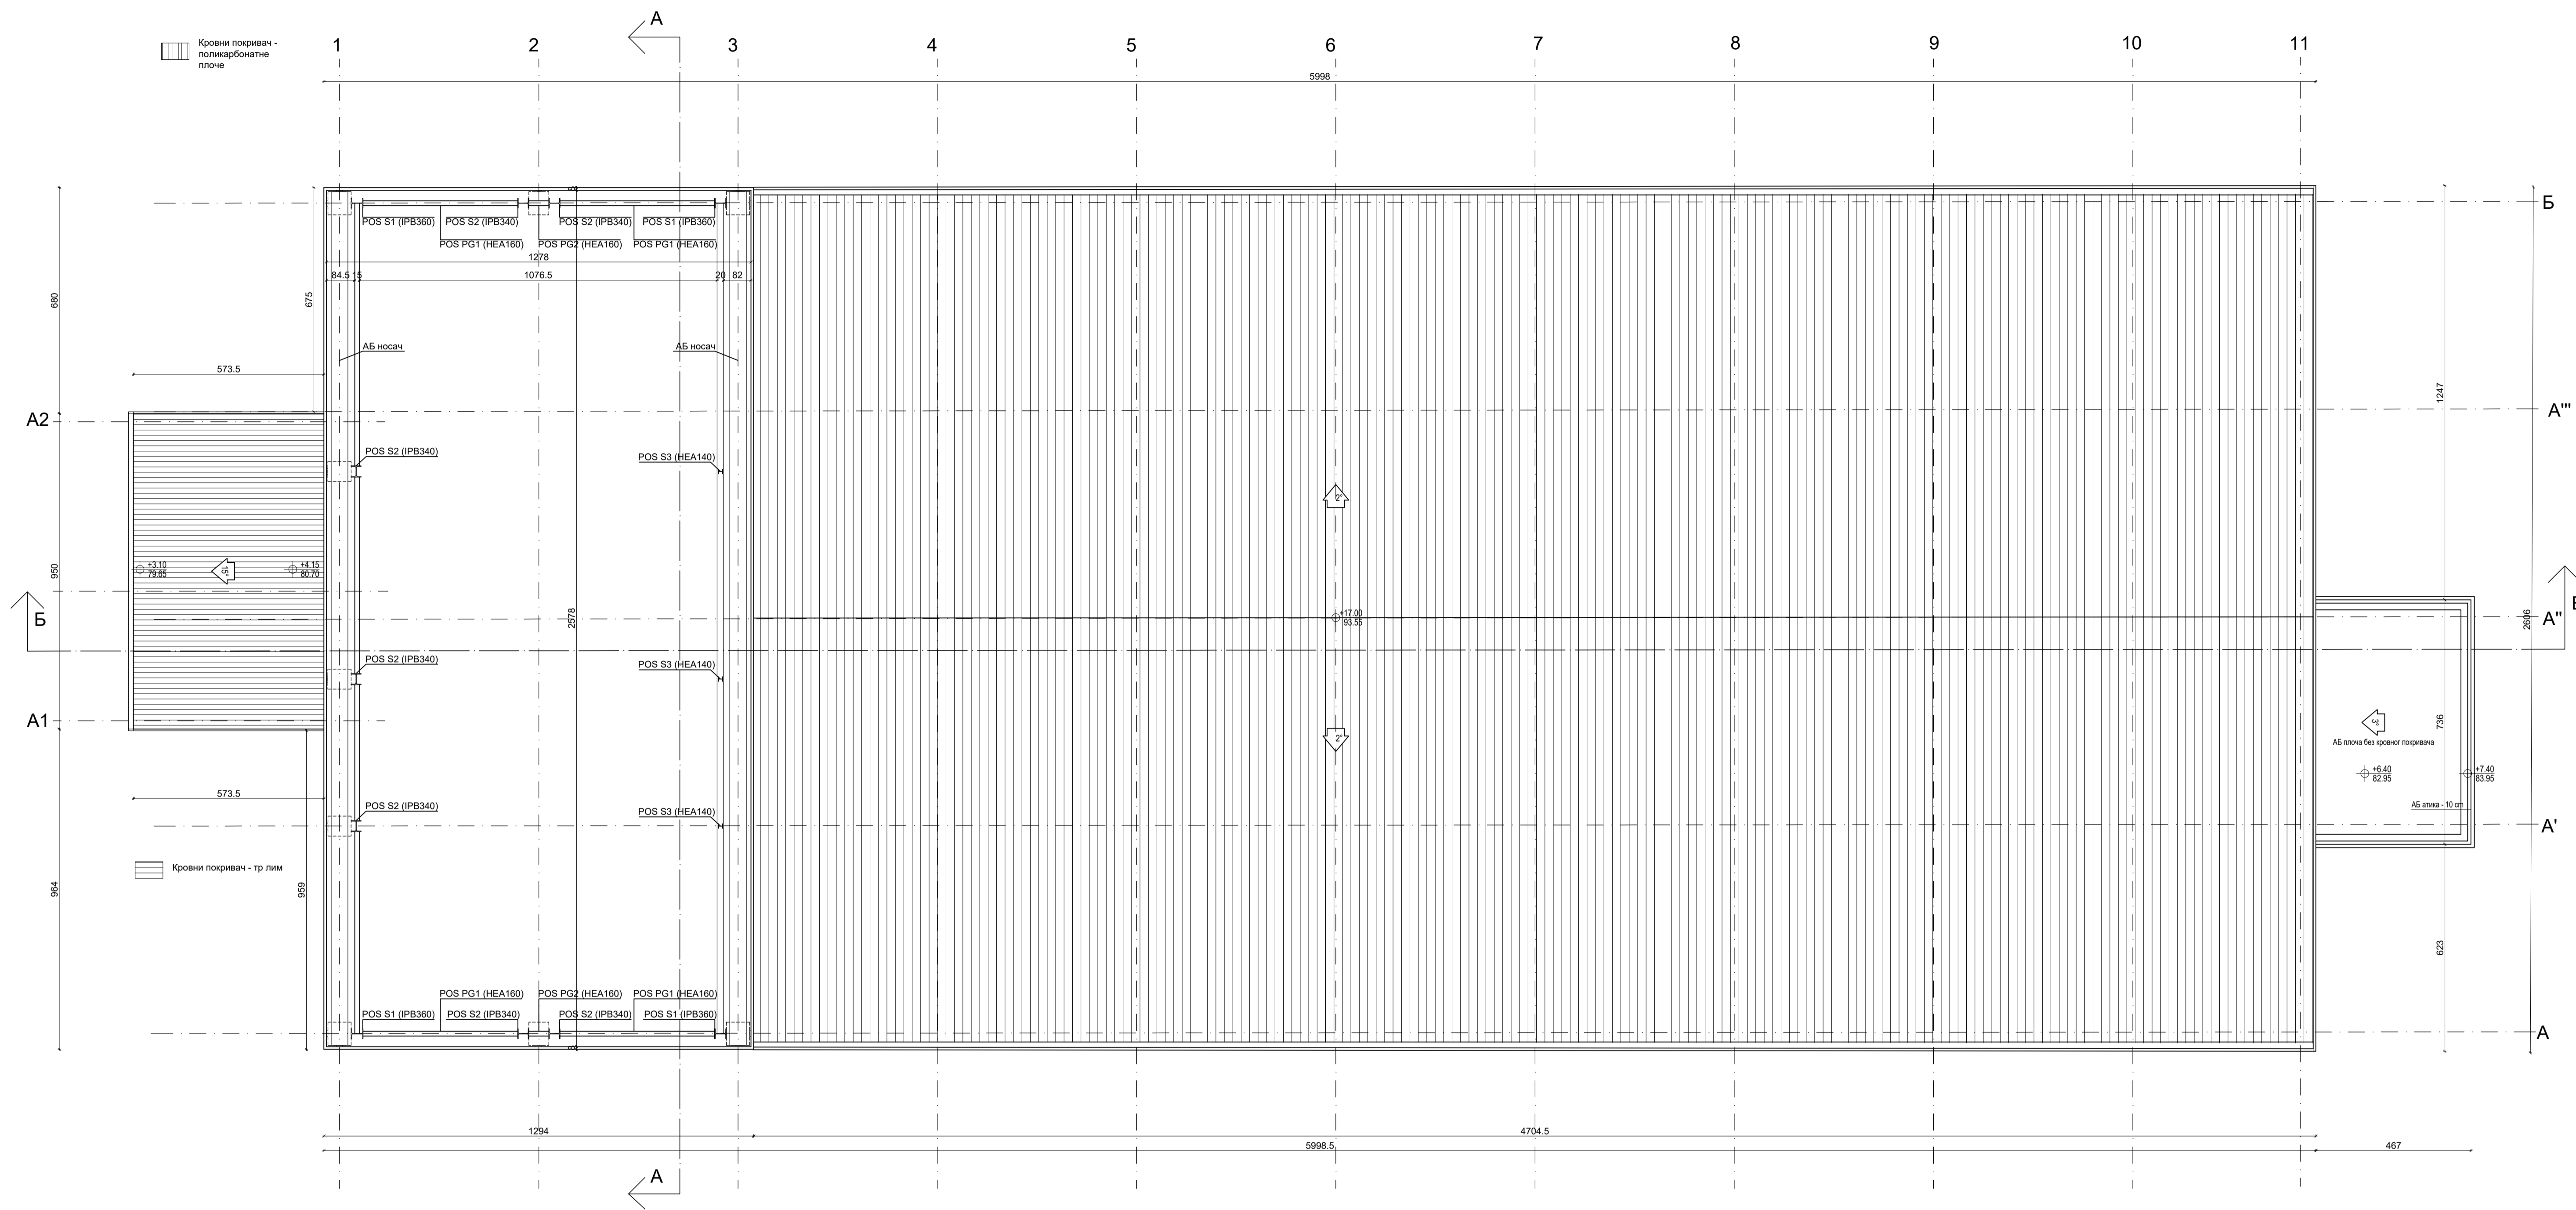 А
1
2
3
4
5
6
7
8
9
10
11
Кровни покривач -
поликарбонатне
плоче
5998
8
Б
POS S1 (IPB360)
POS S2 (IPB340)
POS S2 (IPB340)
POS S1 (IPB360)
POS PG1 (HEA160)
POS PG2 (HEA160)
POS PG1 (HEA160)
1278
84.5
15
1076.5
20
82
680
675
АБ носач
АБ носач
573.5
1247
А2
А'''
POS S2 (IPB340)
POS S3 (HEA140)
2°
+3.10
79.65
15°
+4.15
80.70
950
Б
2578
+17.00
93.55
2606
А''
POS S2 (IPB340)
POS S3 (HEA140)
А1
2°
3°
736
АБ плоча без кровног покривача
+6.40
82.95
+7.40
83.95
573.5
АБ атика - 10 cm
POS S2 (IPB340)
POS S3 (HEA140)
А'
Кровни покривач - тр лим
964
959
623
POS PG1 (HEA160)
POS PG2 (HEA160)
POS PG1 (HEA160)
POS S1 (IPB360)
POS S2 (IPB340)
POS S2 (IPB340)
POS S1 (IPB360)
А
8
1294
4704.5
5998.5
467
А